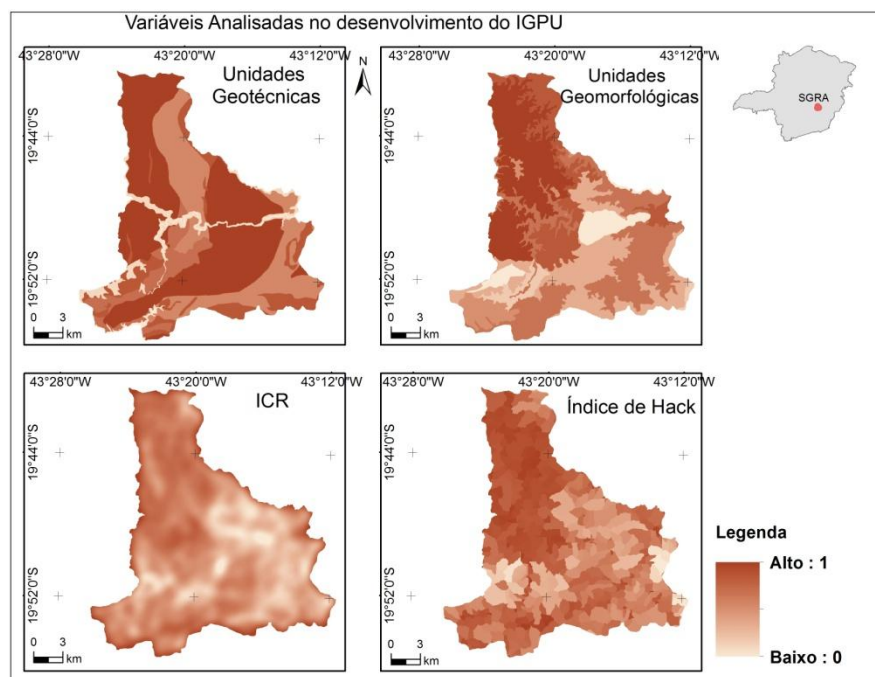 Variáveis Analisadas no desenvolvimento do IGPU
43°28'0"W
43°20'0"W
43°12'0"W
Unidades
Geotécnicas
N
19°44'0"S
19°52'0"S
0 3
km
43°28'0"W
43°20'0"W
43°12'0"W
Unidades
Geomorfológicas
19°44'0"S
19°52'0"S
0 3
km
SGRA
43°28'0"W
43°20'0"W
43°12'0"W
ICR
19°44'0"S
19°52'0"S
0 3
km
43°28'0"W
43°20'0"W
43°12'0"W
Índice de Hack
19°44'0"S
19°52'0"S
0 3
km
Legenda
Alto : 1
Baixo : 0